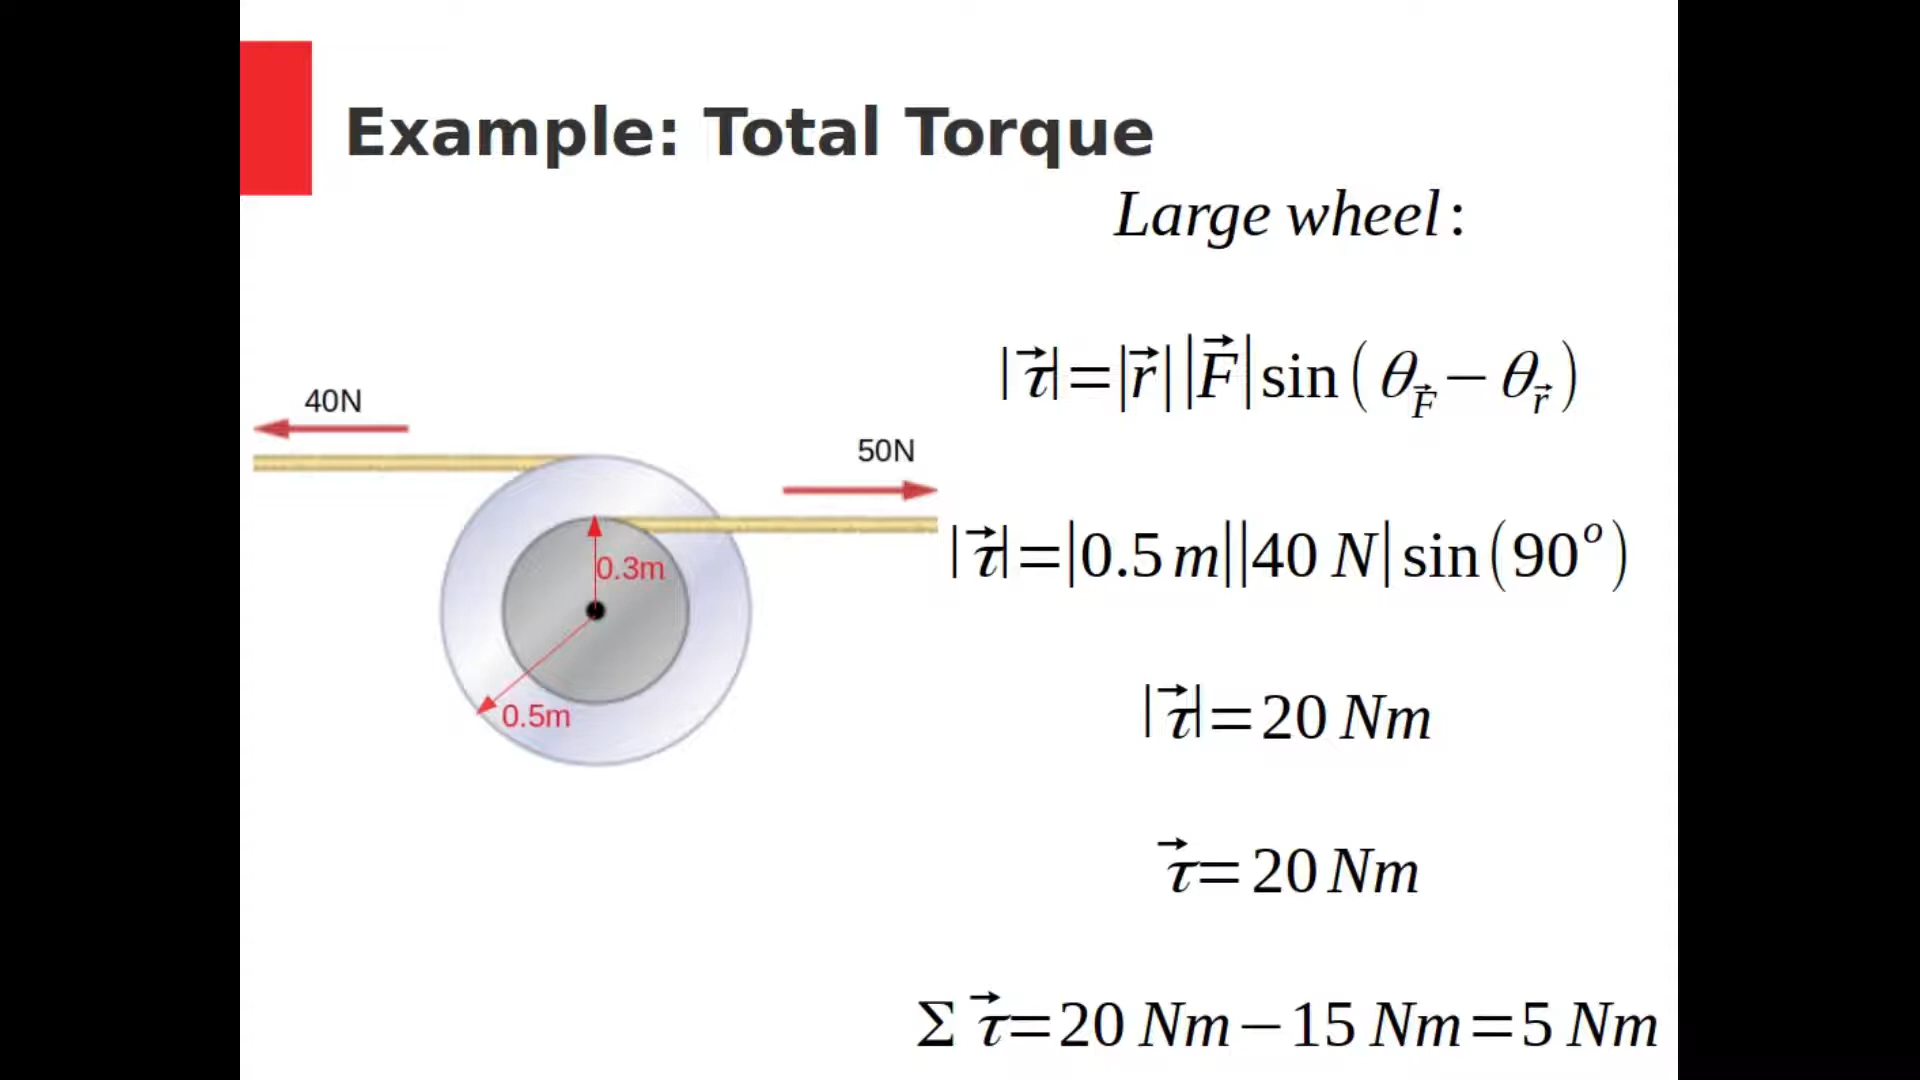 Example: Total Torque
Large wheel:
|τ⃗|=|r⃗||F⃗|sin(θ_F⃗−θ_r⃗)
40N
50N
|τ⃗|=|0.5 m||40 N|sin(90°)
0.3m
0.5m
|τ⃗|=20 Nm
τ⃗=20 Nm
Σ τ⃗=20 Nm−15 Nm=5 Nm